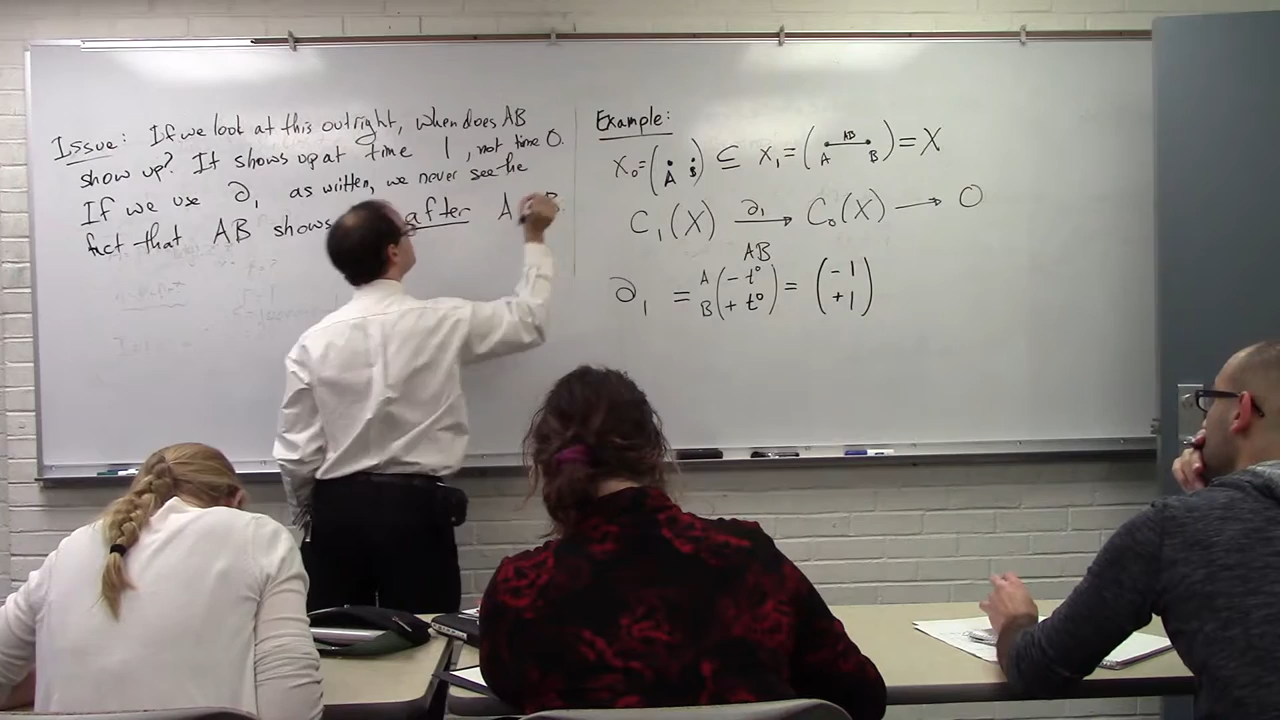 Issue: If we look at this outright, when does AB
show up? It shows up at time 1, not time 0.
If we use ∂₁ as written, we never see the
fact that AB shows after A B.
Example:
X₀=(A B) ⊆ X₁=(A AB B)=X
C₁(X) ∂₁→ C₀(X) → 0
AB
∂₁ = A B (-t⁰ +t⁰) = (-1 +1)